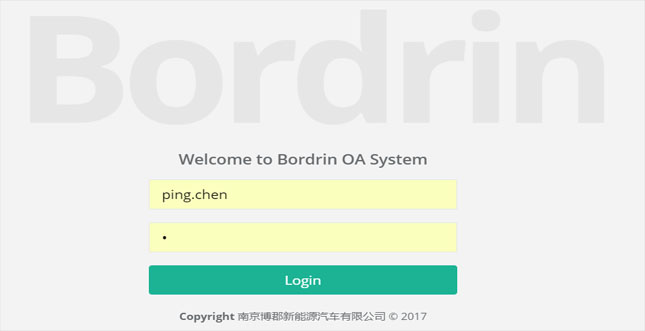 Bordrin
Welcome to Bordrin OA System
ping.chen
•
Login
Copyright 南京博郡新能源汽车有限公司 © 2017